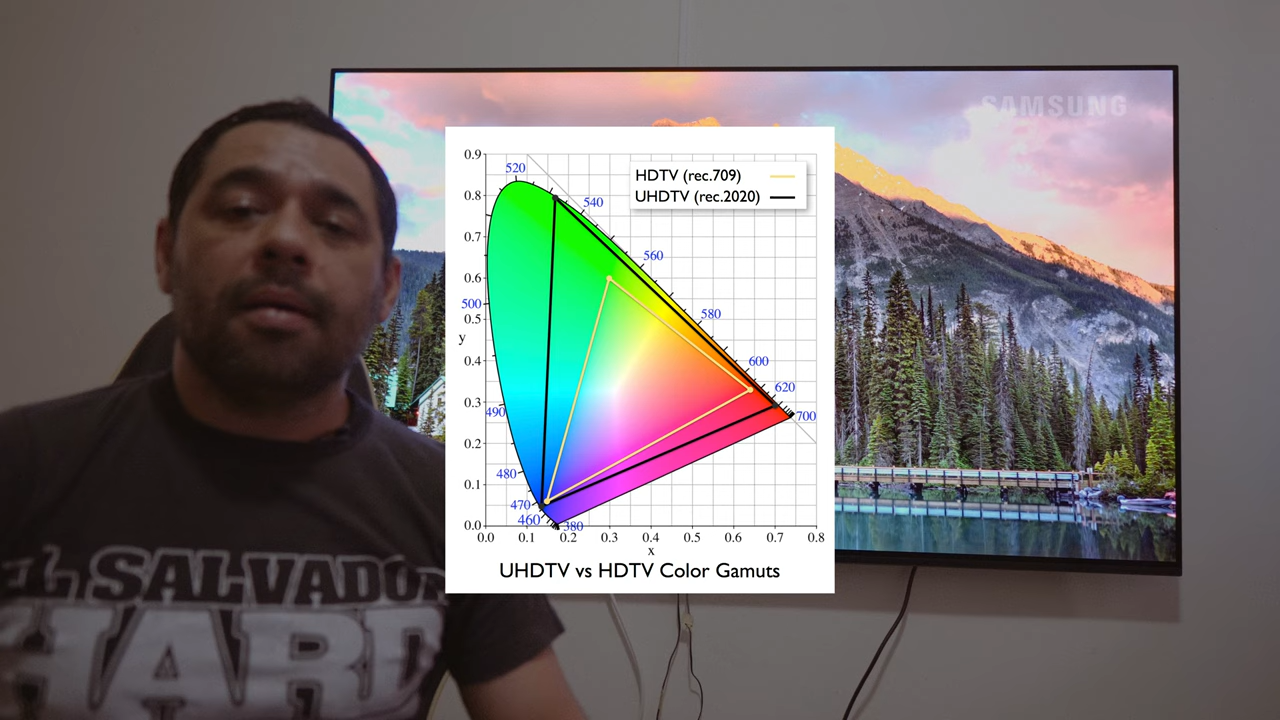 SAMSUNG
0.9
0.8
0.7
0.6
0.5
0.4
0.3
0.2
0.1
0.0
y
520
540
560
580
600
620
700
500
490
480
470
460
380
HDTV (rec.709)
UHDTV (rec.2020)
0.0 0.1 0.2 0.3 0.4 0.5 0.6 0.7 0.8
x
UHDTV vs HDTV Color Gamuts
EL SALVADOR
HARD